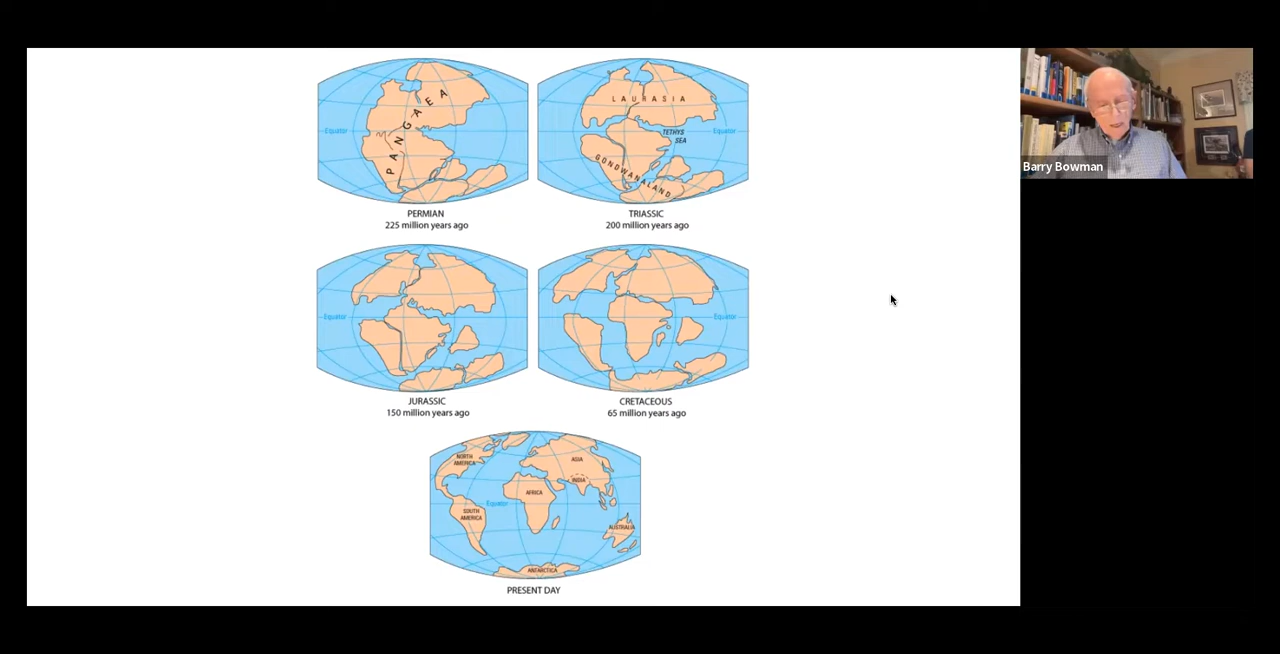 Equator
PANGAEA
LAURASIA
TETHYS
SEA
Equator
GONDWANALAND
PERMIAN
225 million years ago
TRIASSIC
200 million years ago
Equator
Equator
JURASSIC
150 million years ago
CRETACEOUS
65 million years ago
NORTH
AMERICA
ASIA
INDIA
AFRICA
Equator
SOUTH
AMERICA
AUSTRALIA
ANTARCTICA
PRESENT DAY
Barry Bowman